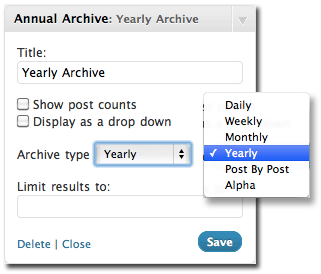 Annual Archive: Yearly Archive
Title:
Yearly Archive
Show post counts
Display as a drop down
Archive type Yearly
Limit results to:
Delete | Close
Save
Daily
Weekly
Monthly
✓ Yearly
Post By Post
Alpha